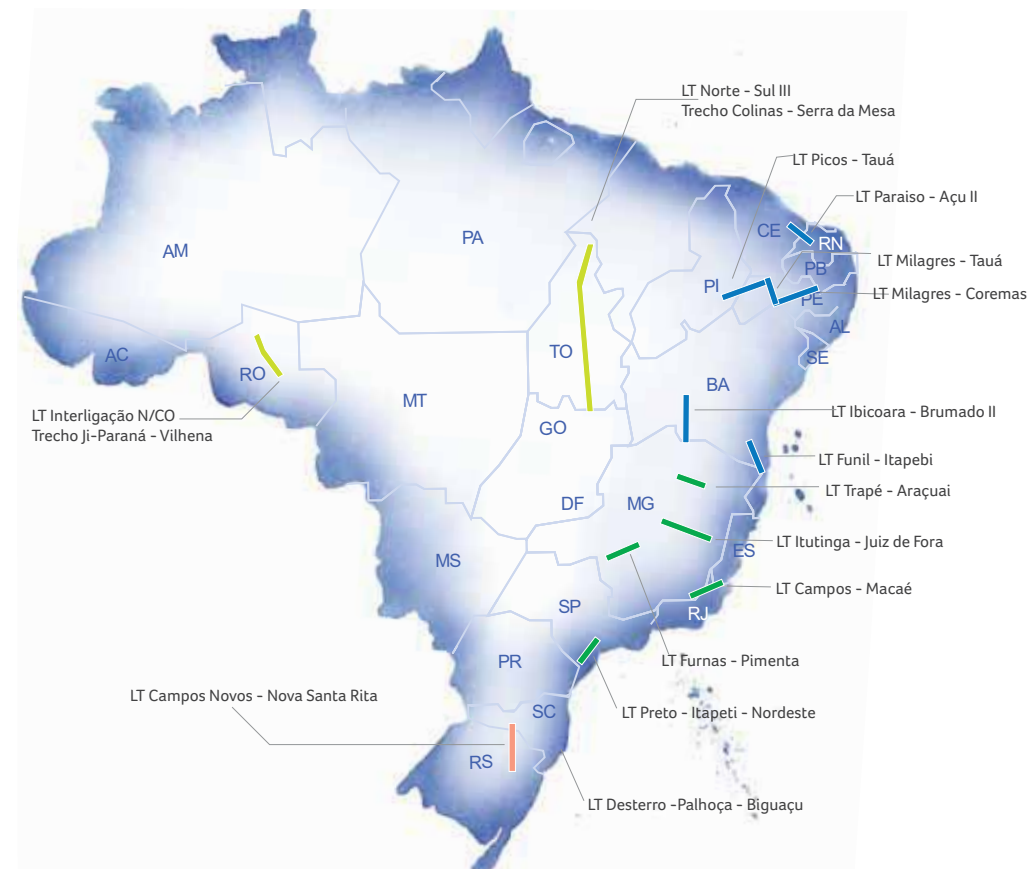 LT Norte - Sul III
Trecho Colinas - Serra da Mesa
LT Picos - Tauá
LT Paraiso - Açu II
CE
RN
AM
PA
LT Milagres - Tauá
PB
PI
LT Milagres - Coremas
PE
AL
AC
TO
SE
RO
BA
MT
LT Interligação N/CO
Trecho Ji-Paraná - Vilhena
LT Ibicoara - Brumado II
GO
LT Funil - Itapebi
LT Trapé - Araçuai
DF
MG
LT Itutinga - Juiz de Fora
ES
MS
LT Campos - Macaé
SP
RJ
PR
LT Furnas - Pimenta
LT Campos Novos - Nova Santa Rita
SC
LT Preto - Itapeti - Nordeste
RS
LT Desterro -Palhoça - Biguaçu